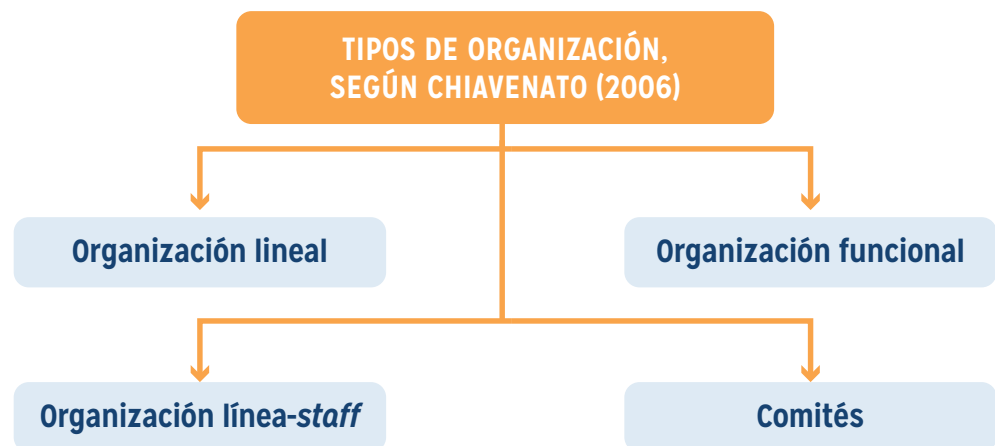 TIPOS DE ORGANIZACIÓN,
SEGÚN CHIAVENATO (2006)
Organización lineal
Organización funcional
Organización línea-staff
Comités